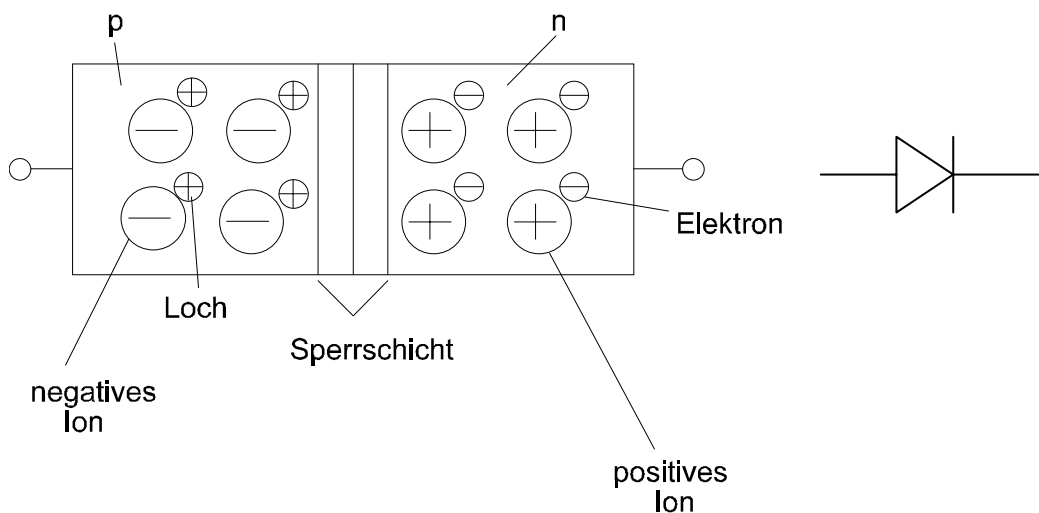 p
n
Elektron
Loch
Sperrschicht
negatives
Ion
positives
Ion